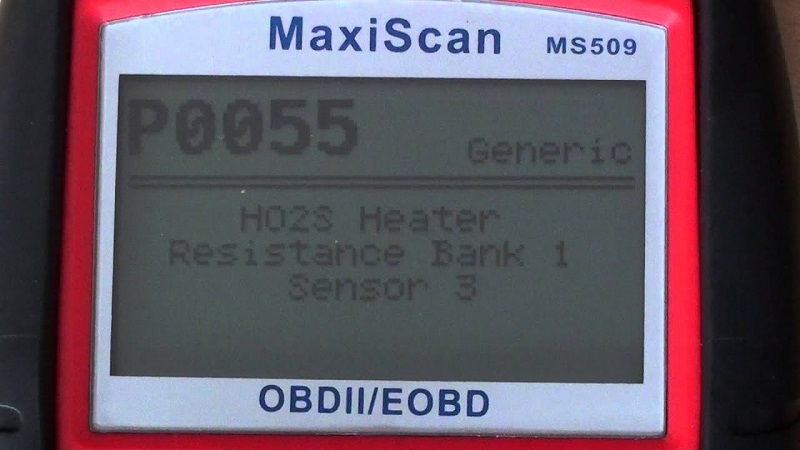 MaxiScan MS509
P0055
Generic
HO2S Heater
Resistance Bank 1
Sensor 3
OBDII/EOBD